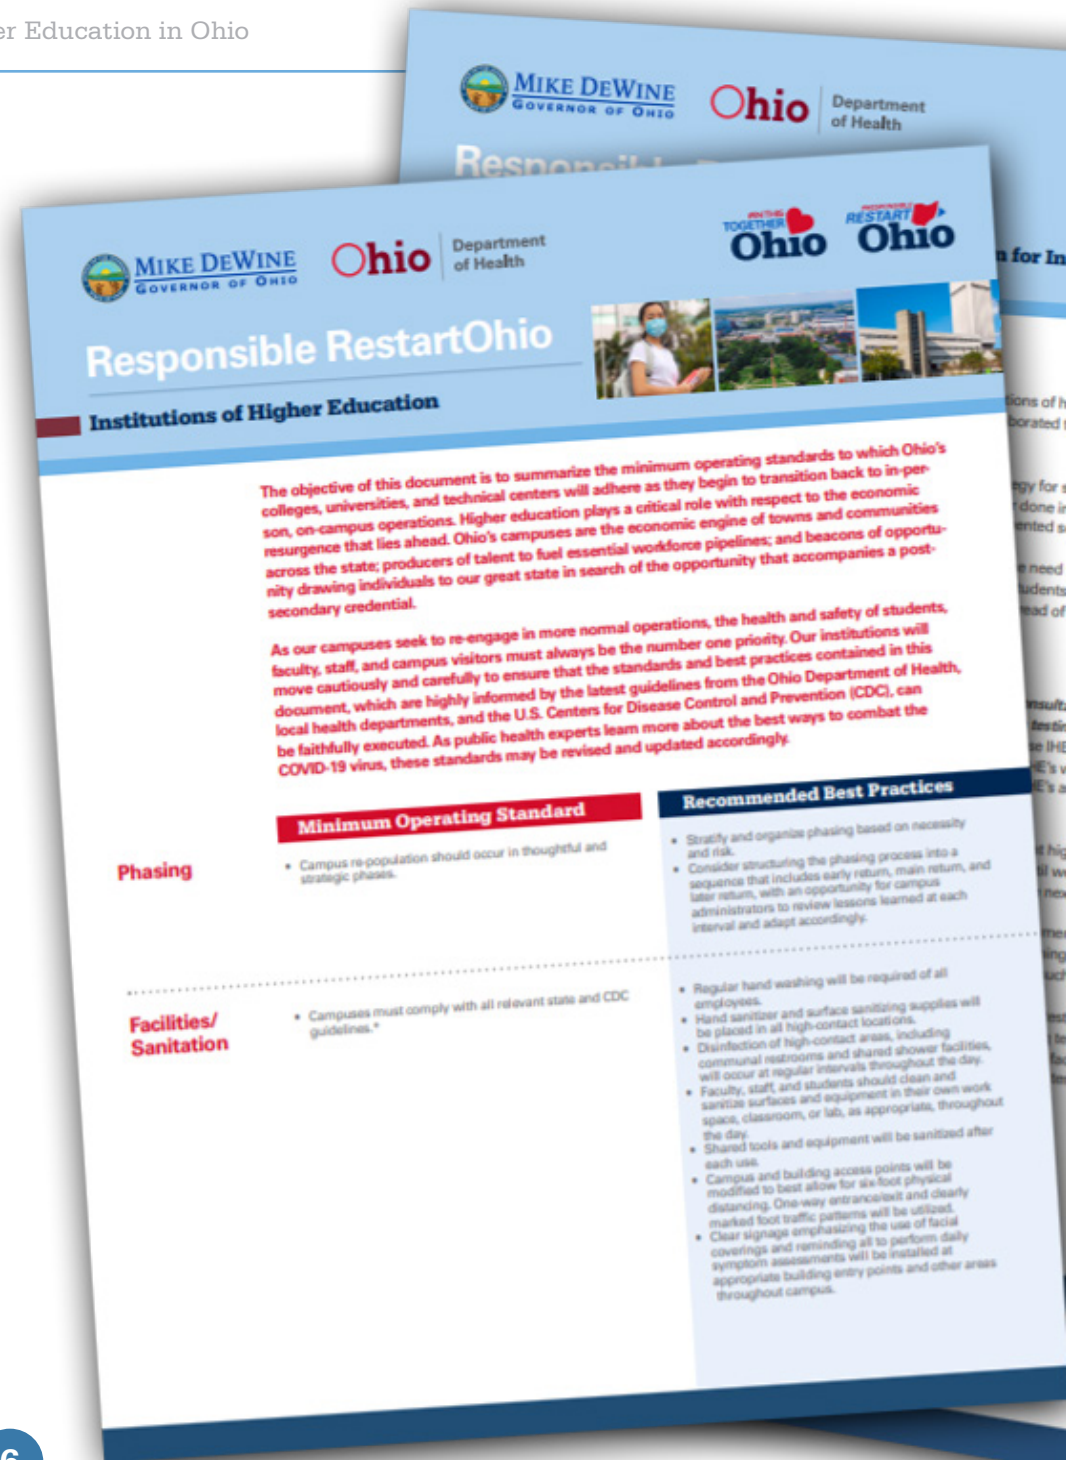 er Education in Ohio
MIKE DEWINE
GOVERNOR OF OHIO
Ohio
Department
of Health
Responsible
n for In
MIKE DEWINE
GOVERNOR OF OHIO
Ohio
Department
of Health
#INTHIS
TOGETHER
Ohio
RESPONSIBLE
RESTART
Ohio
Responsible RestartOhio
Institutions of Higher Education
The objective of this document is to summarize the minimum operating standards to which Ohio's
colleges, universities, and technical centers will adhere as they begin to transition back to in-per-
son, on-campus operations. Higher education plays a critical role with respect to the economic
resurgence that lies ahead. Ohio's campuses are the economic engine of towns and communities
across the state; producers of talent to fuel essential workforce pipelines; and beacons of opportu-
nity drawing individuals to our great state in search of the opportunity that accompanies a post-
secondary credential.
As our campuses seek to re-engage in more normal operations, the health and safety of students,
faculty, staff, and campus visitors must always be the number one priority. Our institutions will
move cautiously and carefully to ensure that the standards and best practices contained in this
document, which are highly informed by the latest guidelines from the Ohio Department of Health,
local health departments, and the U.S. Centers for Disease Control and Prevention (CDC), can
be faithfully executed. As public health experts learn more about the best ways to combat the
COVID-19 virus, these standards may be revised and updated accordingly.
Minimum Operating Standard
Recommended Best Practices
Phasing
• Campus re-population should occur in thoughtful and
strategic phases.
• Stratify and organize phasing based on necessity
and risk.
• Consider structuring the phasing process into a
sequence that includes early return, main return, and
later return, with an opportunity for campus
administrators to review lessons learned at each
interval and adapt accordingly.
Facilities/
Sanitation
• Campuses must comply with all relevant state and CDC
guidelines.*
• Regular hand washing will be required of all
employees.
• Hand sanitizer and surface sanitizing supplies will
be placed in all high-contact locations.
• Disinfection of high-contact areas, including
communal restrooms and shared shower facilities,
will occur at regular intervals throughout the day.
• Faculty, staff, and students should clean and
sanitize surfaces and equipment in their own work
space, classroom, or lab, as appropriate, throughout
the day.
• Shared tools and equipment will be sanitized after
each use.
• Campus and building access points will be
modified to best allow for six-foot physical
distancing. One-way entrance/exit and clearly
marked foot traffic patterns will be utilized.
• Clear signage emphasizing the use of facial
coverings and reminding all to perform daily
symptom assessments will be installed at
appropriate building entry points and other areas
throughout campus.
6